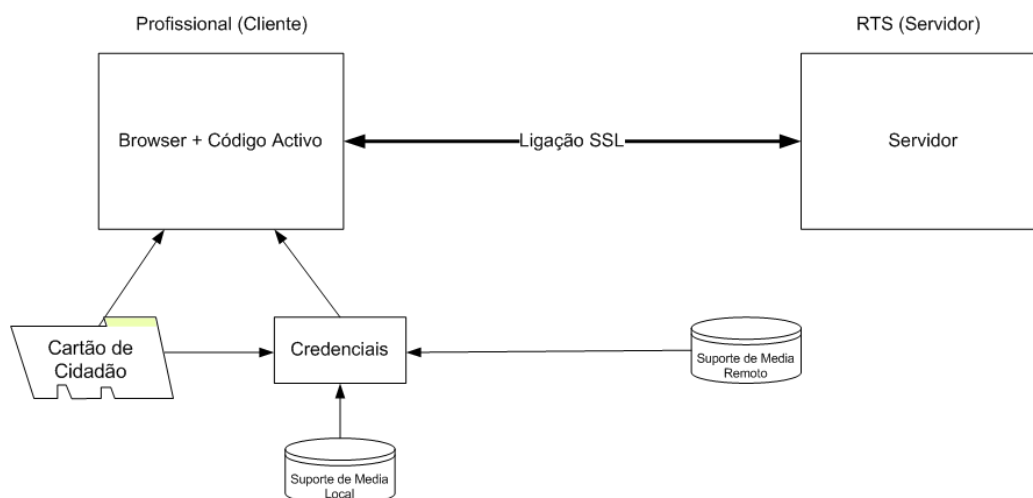 Profissional (Cliente)
RTS (Servidor)
Browser + Código Activo
Ligação SSL
Servidor
Cartão de
Cidadão
Credenciais
Suporte de Media
Remoto
Suporte de Media
Local